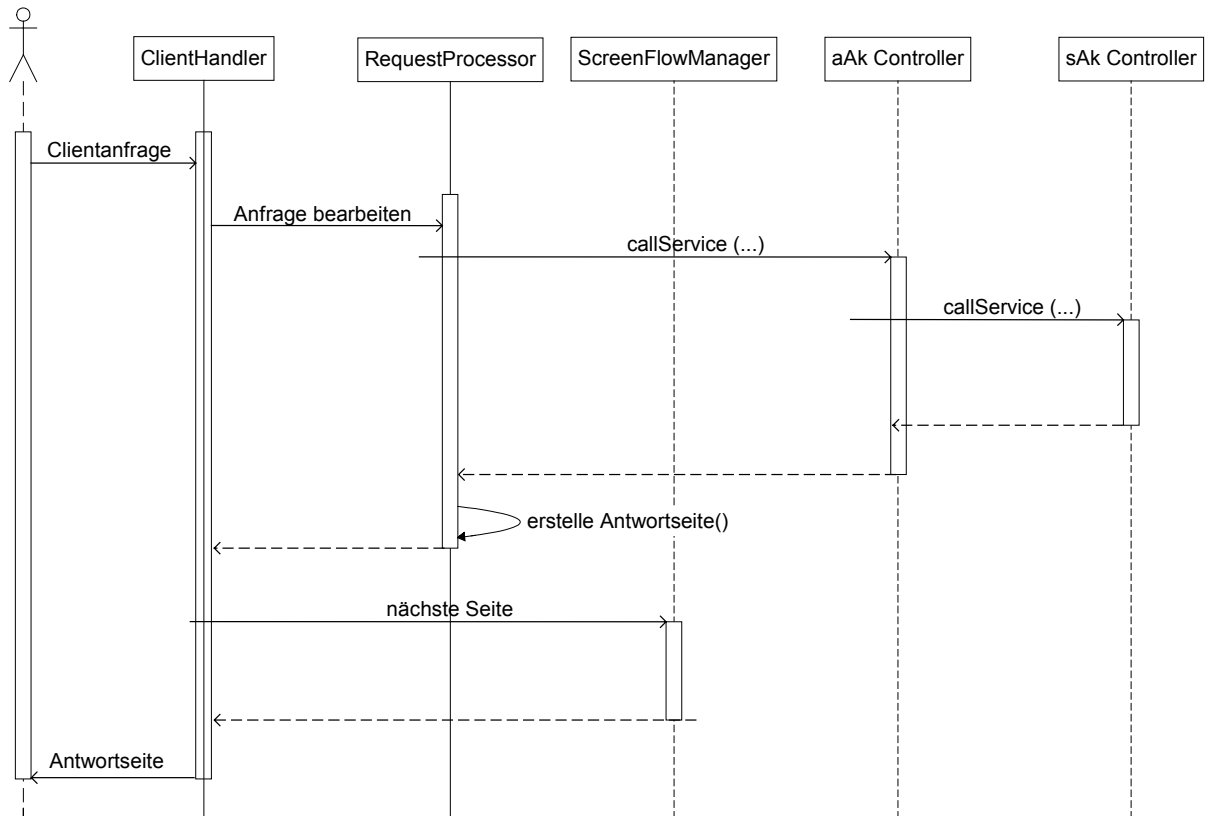 ClientHandler
RequestProcessor
ScreenFlowManager
aAk Controller
sAk Controller
Clientanfrage
Anfrage bearbeiten
callService (...)
callService (...)
erstelle Antwortseite()
nächste Seite
Antwortseite